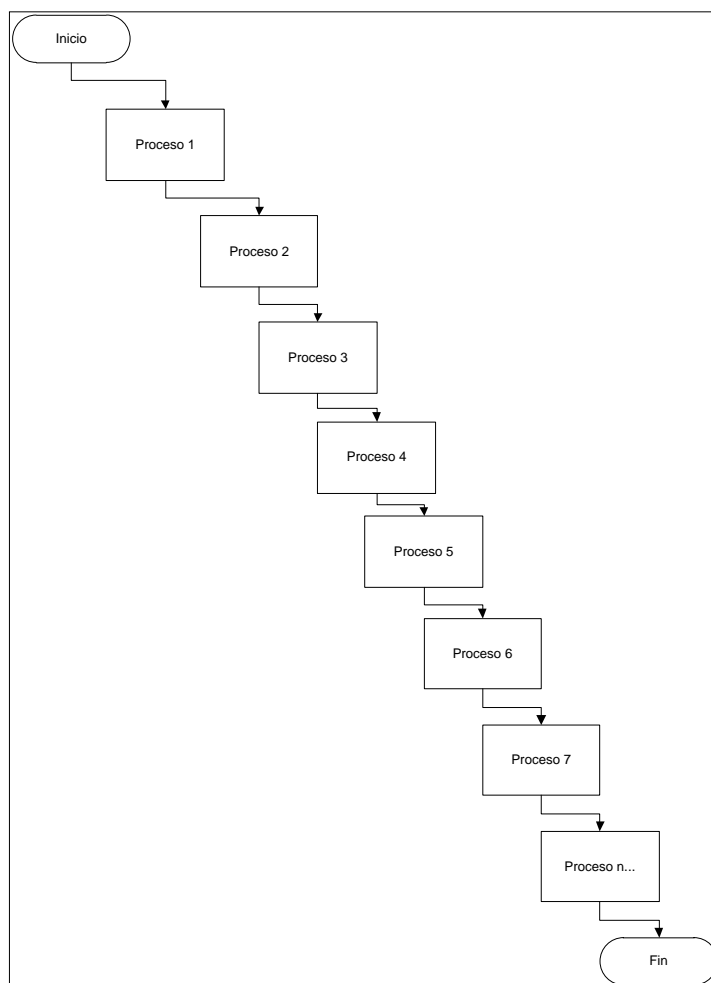 Inicio
Proceso 1
Proceso 2
Proceso 3
Proceso 4
Proceso 5
Proceso 6
Proceso 7
Proceso n...
Fin